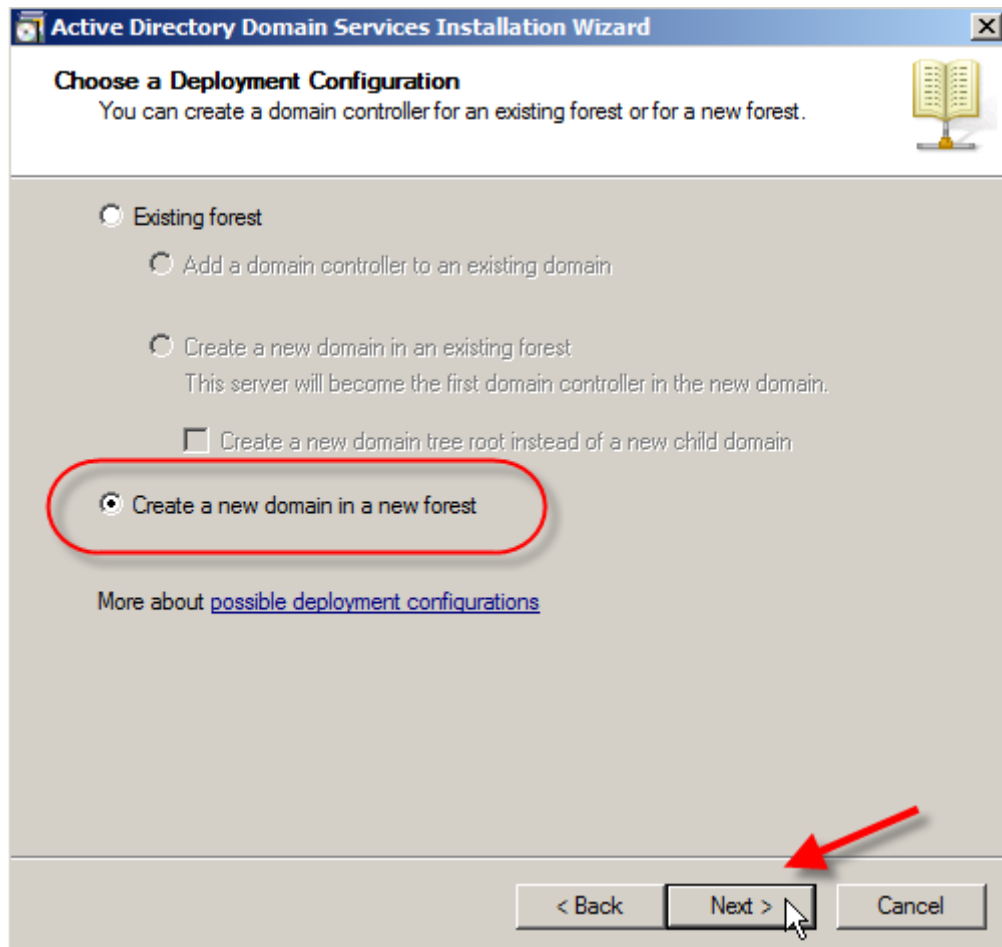 Active Directory Domain Services Installation Wizard
Choose a Deployment Configuration
You can create a domain controller for an existing forest or for a new forest.
Existing forest
Add a domain controller to an existing domain
Create a new domain in an existing forest
This server will become the first domain controller in the new domain.
Create a new domain tree root instead of a new child domain
Create a new domain in a new forest
More about possible deployment configurations
< Back Next > Cancel